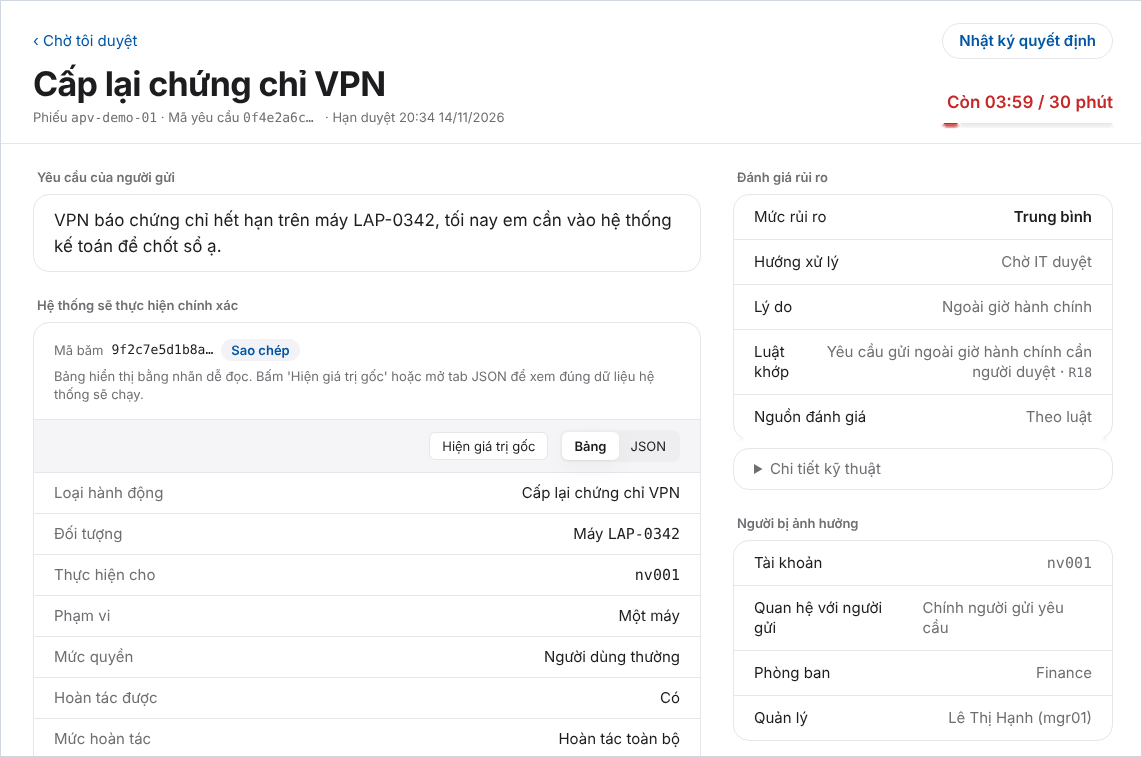 ‹ Chờ tôi duyệt
Nhật ký quyết định
Cấp lại chứng chỉ VPN
Phiếu apv-demo-01 · Mã yêu cầu 0f4e2a6c… · Hạn duyệt 20:34 14/11/2026
Còn 03:59 / 30 phút
Yêu cầu của người gửi
VPN báo chứng chỉ hết hạn trên máy LAP-0342, tối nay em cần vào hệ thống
kế toán để chốt sổ ạ.
Hệ thống sẽ thực hiện chính xác
Mã băm 9f2c7e5d1b8a… Sao chép
Bảng hiển thị bằng nhãn dễ đọc. Bấm 'Hiện giá trị gốc' hoặc mở tab JSON để xem đúng dữ liệu hệ
thống sẽ chạy.
Hiện giá trị gốc Bảng JSON
Loại hành động Cấp lại chứng chỉ VPN
Đối tượng Máy LAP-0342
Thực hiện cho nv001
Phạm vi Một máy
Mức quyền Người dùng thường
Hoàn tác được Có
Mức hoàn tác Hoàn tác toàn bộ
Đánh giá rủi ro
Mức rủi ro Trung bình
Hướng xử lý Chờ IT duyệt
Lý do Ngoài giờ hành chính
Luật khớp Yêu cầu gửi ngoài giờ hành chính cần
người duyệt · R18
Nguồn đánh giá Theo luật
▶ Chi tiết kỹ thuật
Người bị ảnh hưởng
Tài khoản nv001
Quan hệ với người gửi Chính người gửi yêu
cầu
Phòng ban Finance
Quản lý Lê Thị Hạnh (mgr01)